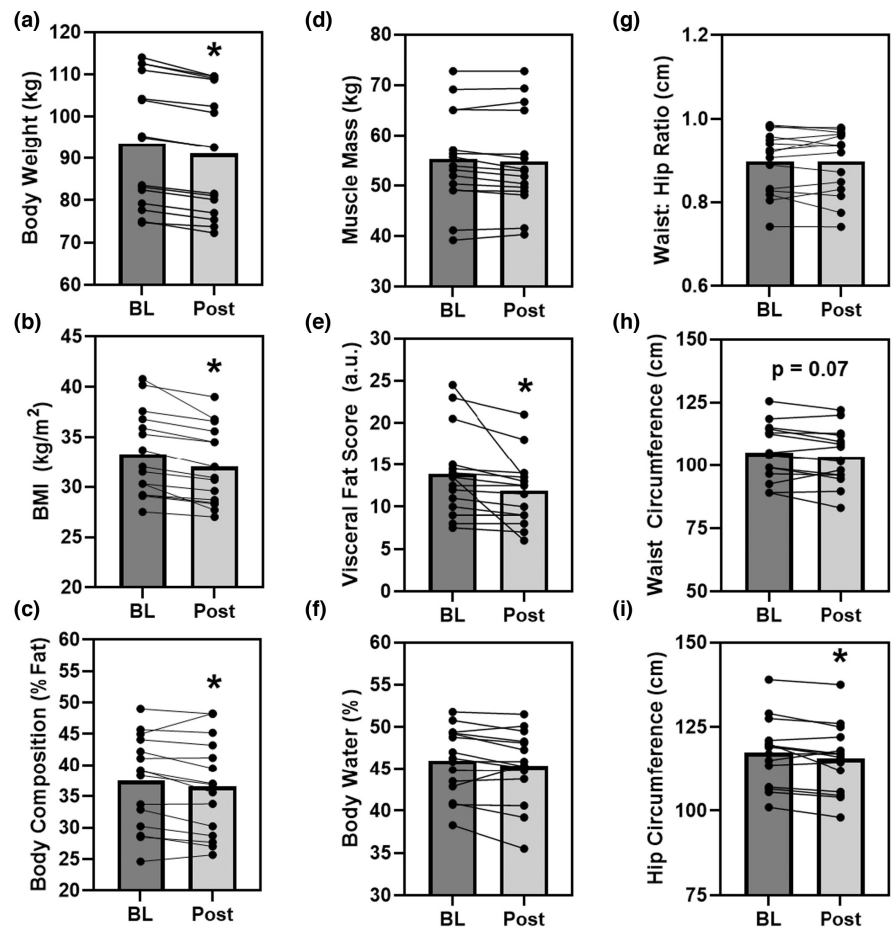 (a)
Body Weight (kg)
120
110
100
90
80
70
60
*
BL Post
(d)
Muscle Mass (kg)
80
70
60
50
40
30
BL Post
(g)
Waist: Hip Ratio (cm)
1.2
1.0
0.8
0.6
BL Post
(b)
BMI (kg/m²)
45
40
35
30
25
20
*
BL Post
(e)
Visceral Fat Score (a.u.)
30
25
20
15
10
5
0
*
BL Post
(h)
Waist Circumference (cm)
150
125
100
75
50
p = 0.07
BL Post
(c)
Body Composition (% Fat)
60
55
50
45
40
35
30
25
20
*
BL Post
(f)
Body Water (%)
60
55
50
45
40
35
30
BL Post
(i)
Hip Circumference (cm)
150
125
100
75
*
BL Post